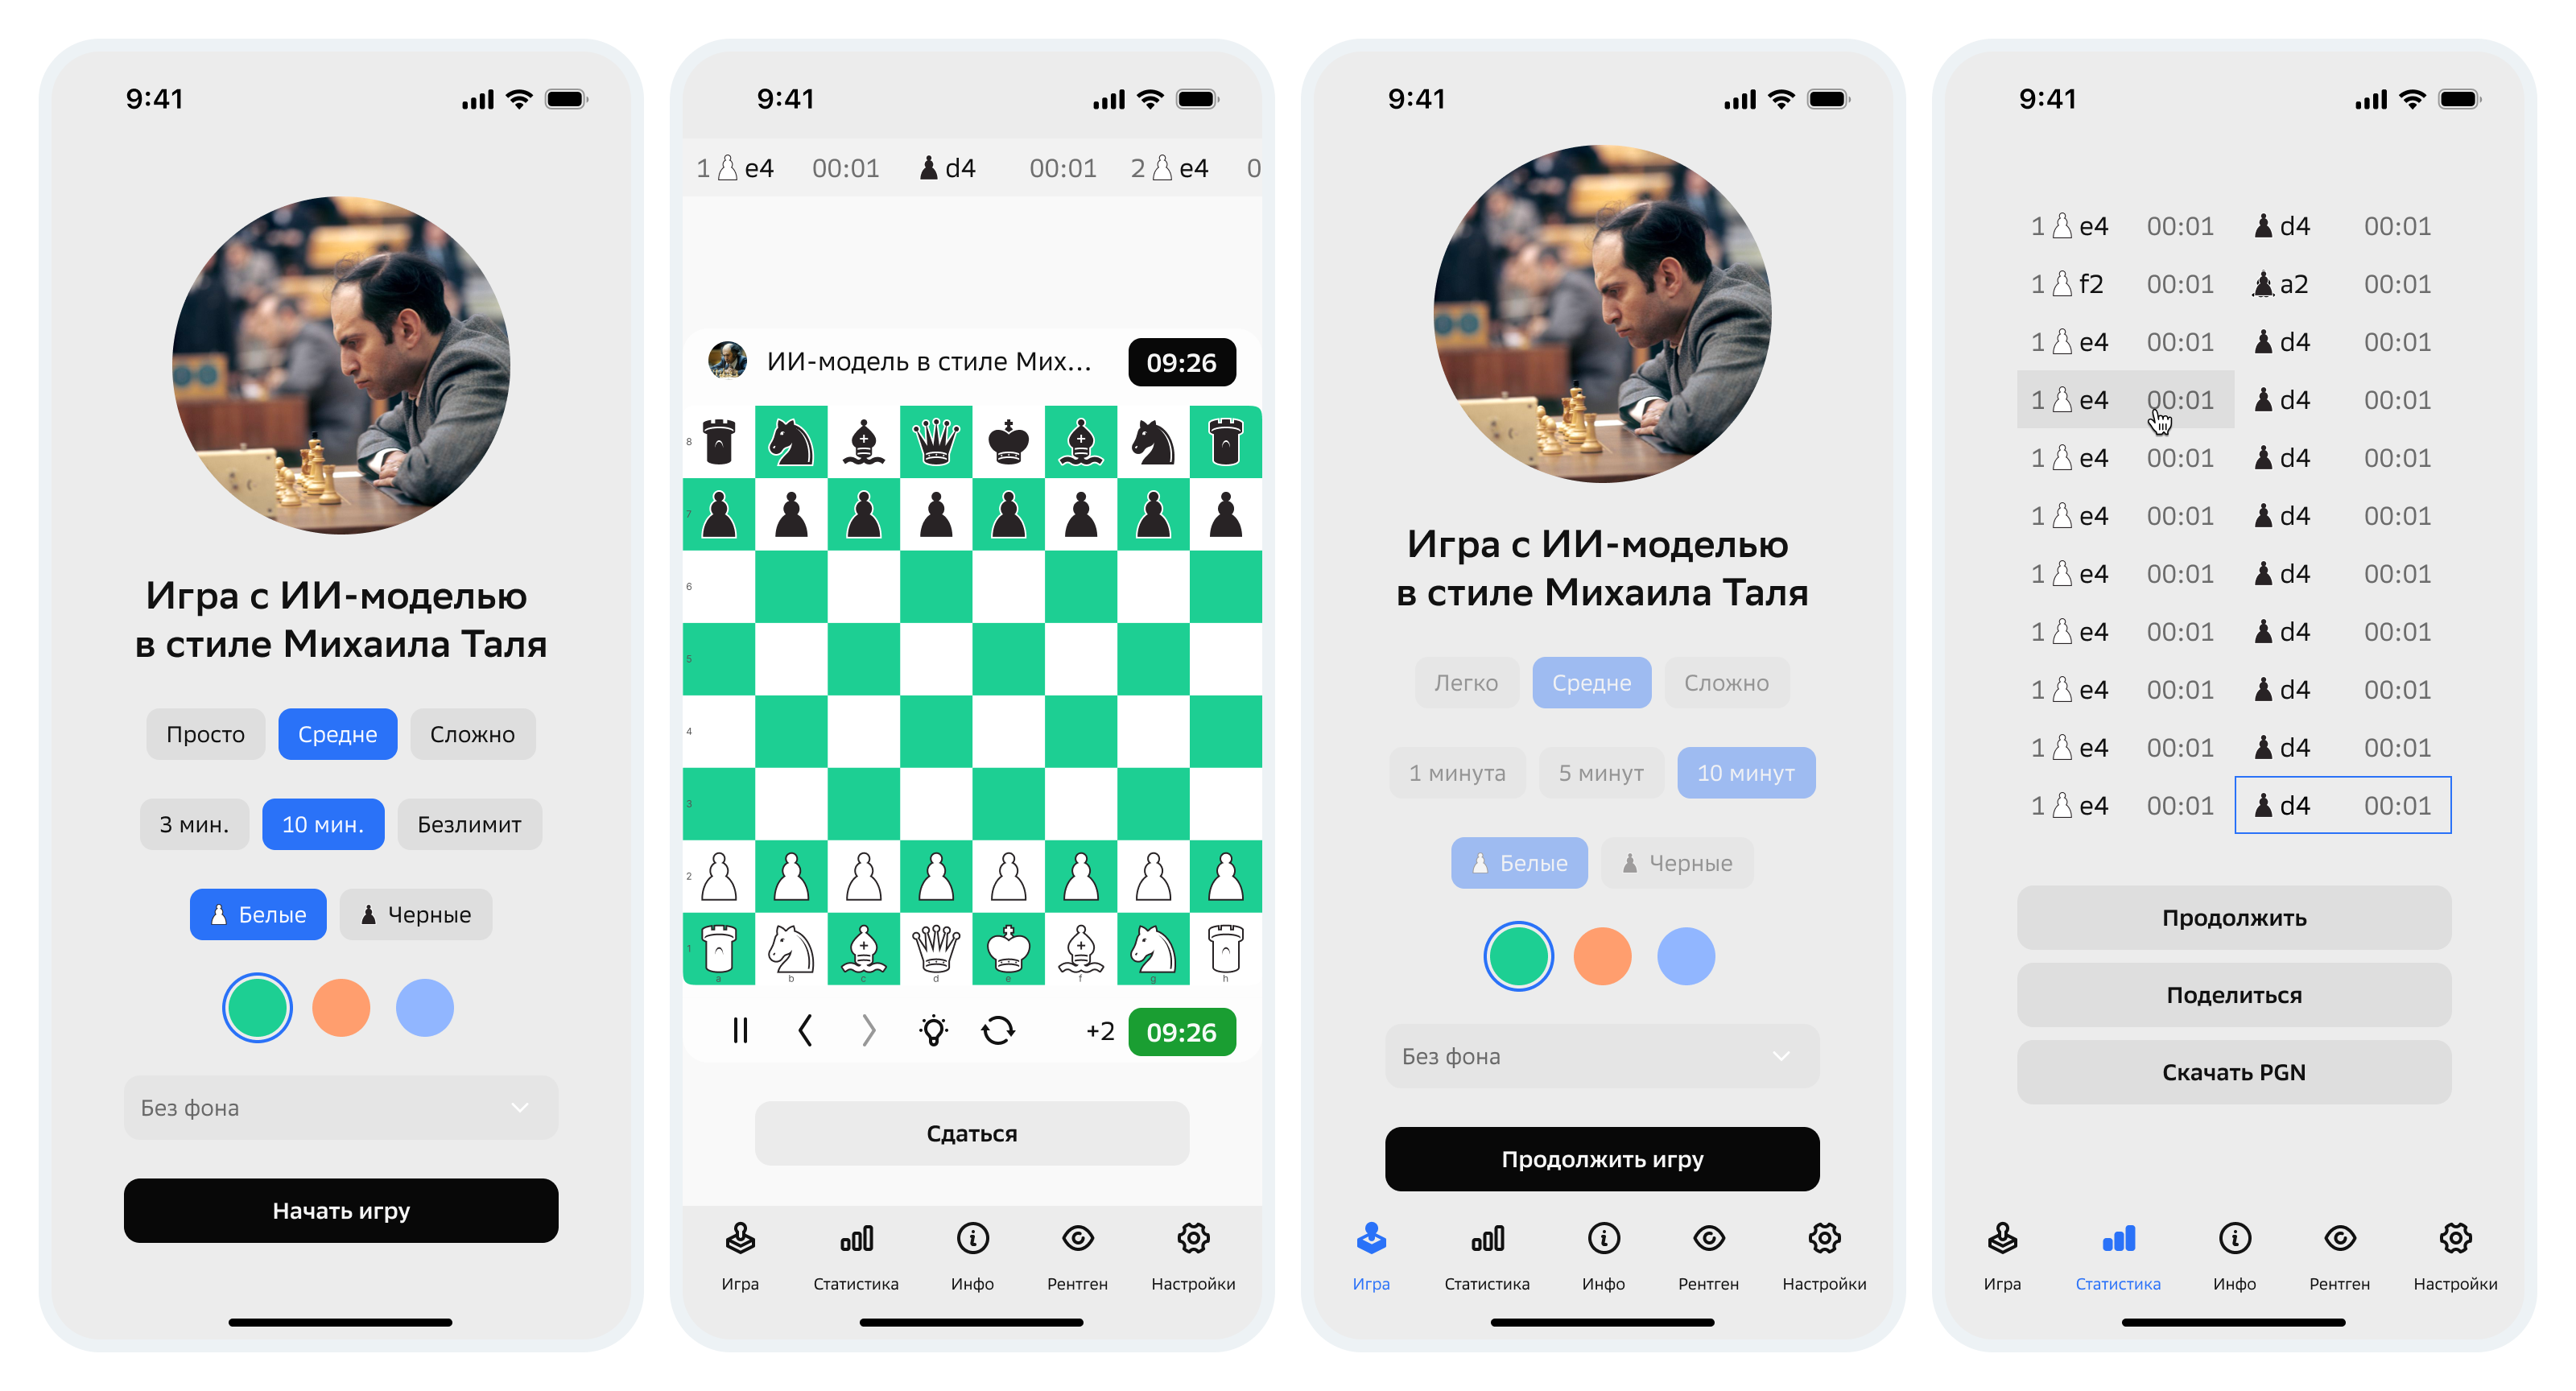 9:41
Игра с ИИ-моделью
в стиле Михаила Таля
Просто Средне Сложно
3 мин. 10 мин. Безлимит
Белые Черные
Без фона
Начать игру
9:41
1 e4 00:01 d4 00:01 2 e4 0
ИИ-модель в стиле Мих... 09:26
8
7
6
5
4
3
2
1
a b c d e f g h
+2 09:26
Сдаться
Игра Статистика Инфо Рентген Настройки
9:41
Игра с ИИ-моделью
в стиле Михаила Таля
Легко Средне Сложно
1 минута 5 минут 10 минут
Белые Черные
Без фона
Продолжить игру
Игра Статистика Инфо Рентген Настройки
9:41
1 e4 00:01 d4 00:01
1 f2 00:01 a2 00:01
1 e4 00:01 d4 00:01
1 e4 00:01 d4 00:01
1 e4 00:01 d4 00:01
1 e4 00:01 d4 00:01
1 e4 00:01 d4 00:01
1 e4 00:01 d4 00:01
1 e4 00:01 d4 00:01
1 e4 00:01 d4 00:01
1 e4 00:01 d4 00:01
Продолжить
Поделиться
Скачать PGN
Игра Статистика Инфо Рентген Настройки